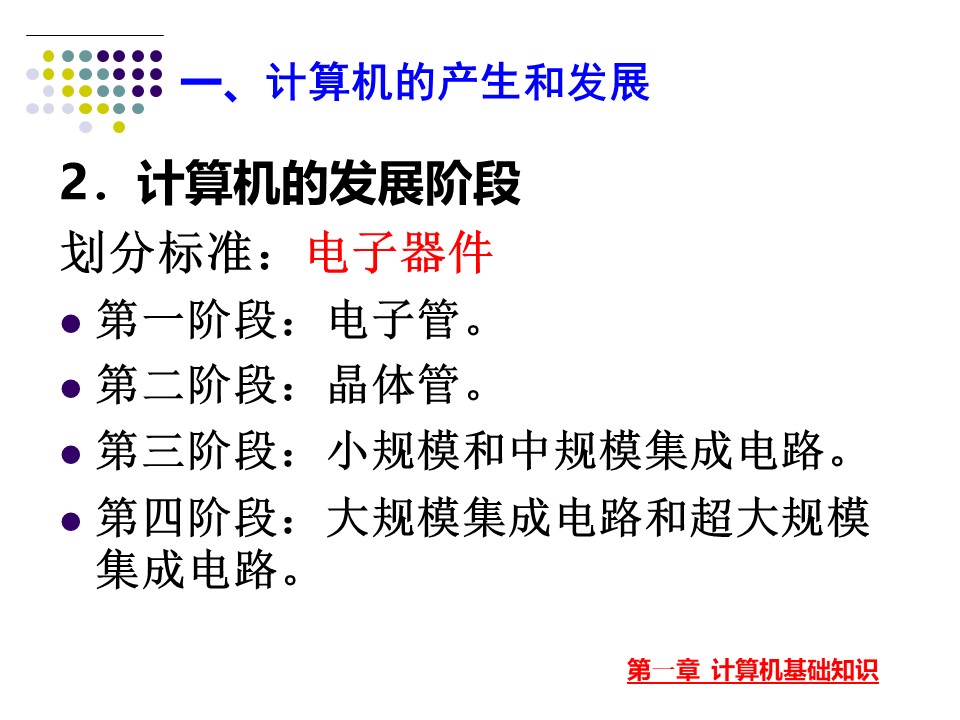 一、计算机的产生和发展
2．计算机的发展阶段
划分标准：电子器件
第一阶段：电子管。
第二阶段：晶体管。
第三阶段：小规模和中规模集成电路。
第四阶段：大规模集成电路和超大规模
集成电路。
第一章 计算机基础知识